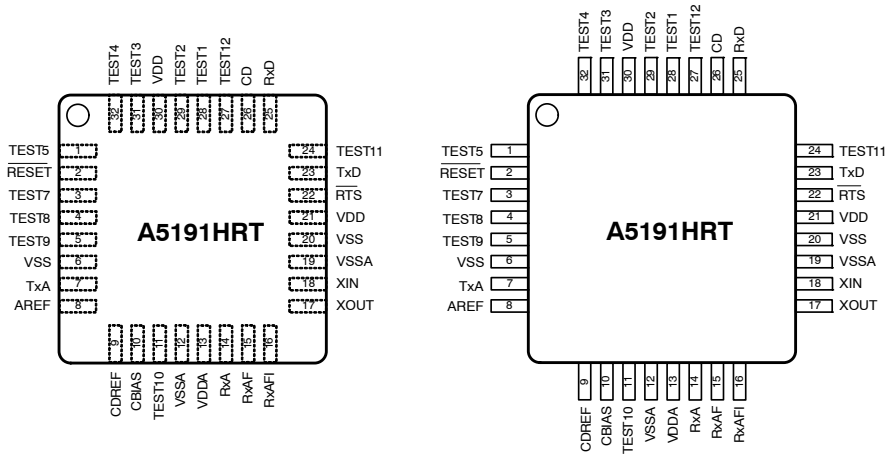 TEST4 TEST3 VDD TEST2 TEST1 TEST12 CD RxD
32 31 30 29 28 27 26 25
TEST5 1 24 TEST11
RESET 2 23 TxD
TEST7 3 22 RTS
TEST8 4 21 VDD
TEST9 5 20 VSS
VSS 6 19 VSSA
TxA 7 18 XIN
AREF 8 17 XOUT
A5191HRT
9 10 11 12 13 14 15 16
CDREF CBIAS TEST10 VSSA VDDA RxA RxAF RxAFI
TEST4 TEST3 VDD TEST2 TEST1 TEST12 CD RxD
32 31 30 29 28 27 26 25
TEST5 1 24 TEST11
RESET 2 23 TxD
TEST7 3 22 RTS
TEST8 4 21 VDD
TEST9 5 20 VSS
VSS 6 19 VSSA
TxA 7 18 XIN
AREF 8 17 XOUT
A5191HRT
9 10 11 12 13 14 15 16
CDREF CBIAS TEST10 VSSA VDDA RxA RxAF RxAFI